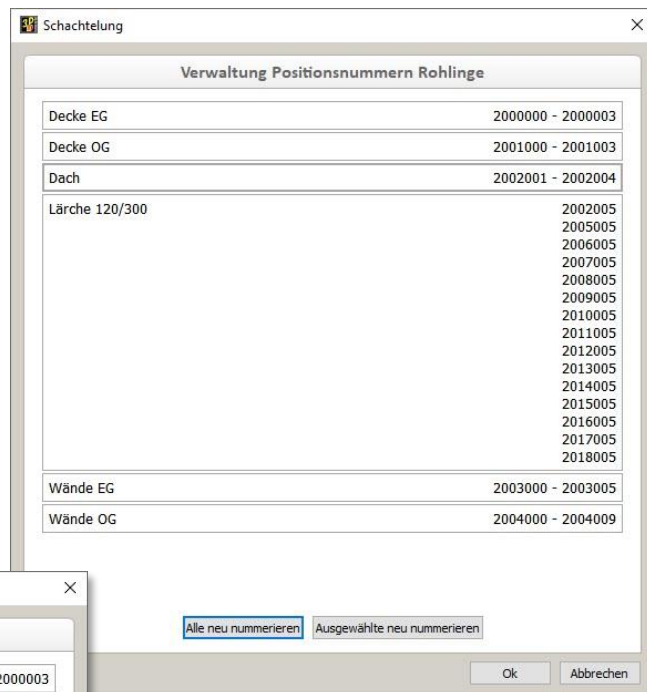 Schachtelung
Verwaltung Positionsnummern Rohlinge
Decke EG 2000000 - 2000003
Decke OG 2001000 - 2001003
Dach 2002001 - 2002004
Lärche 120/300 2002005
2005005
2006005
2007005
2008005
2009005
2010005
2011005
2012005
2013005
2014005
2015005
2016005
2017005
2018005
Wände EG 2003000 - 2003005
Wände OG 2004000 - 2004009
Alle neu nummerieren Ausgewählte neu nummerieren
Ok Abbrechen
2000003